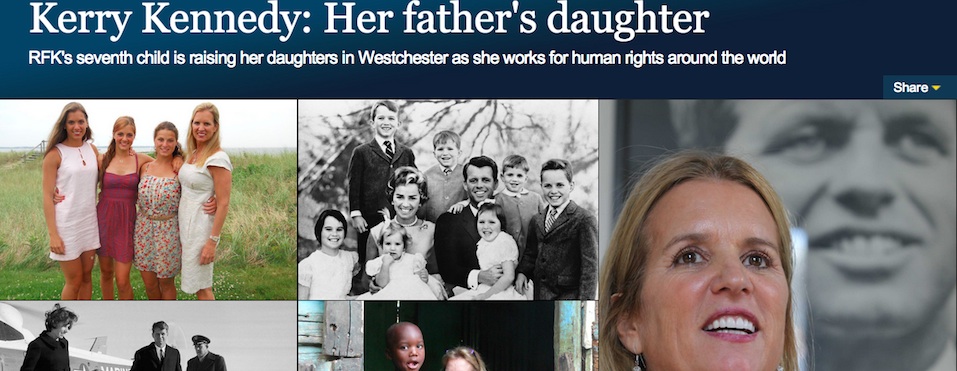 Kerry Kennedy: Her father's daughter
RFK's seventh child is raising her daughters in Westchester as she works for human rights around the world
Share